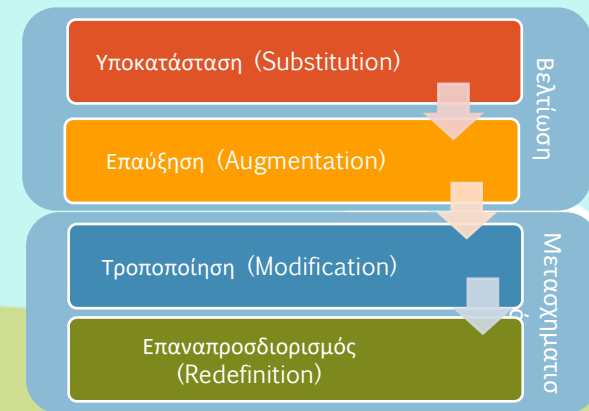 Υποκατάσταση (Substitution)
Επαύξηση (Augmentation)
Βελτίωση
Τροποποίηση (Modification)
Επαναπροσδιορισμός
(Redefinition)
Μετασχηματισ